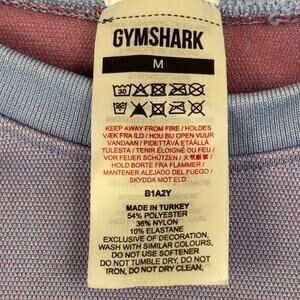 GYMSHARK
M
30
KEEP AWAY FROM FIRE / HOLDES
VÆK FRA ILD / HOU BU OPEN VUUR
VANDAAN / PIDETTÄVÄ ETÄÄLLÄ
TULESTA / TENIR ÉLOIGNÉ DU FEU /
VOR FEUER SCHÜTZEN / 火気厳禁 /
HOLD BORTE FRA FLAMMER /
MANTENER ALEJADO DEL FUEGO /
SKYDDA MOT ELD
B1A2Y
MADE IN TURKEY
54% POLYESTER
36% NYLON
10% ELASTANE
EXCLUSIVE OF DECORATION.
WASH WITH SIMILAR COLOURS,
DO NOT USE SOFTENER
DO NOT TUMBLE DRY, DO NOT
IRON, DO NOT DRY CLEAN,